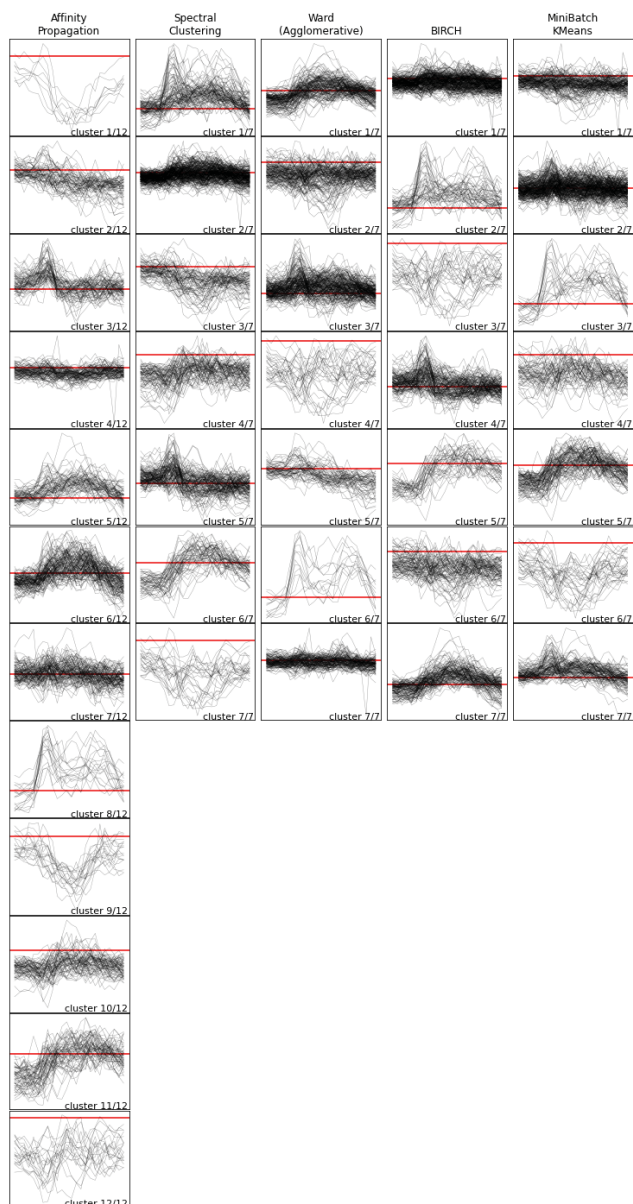 Affinity
Propagation
Spectral
Clustering
Ward
(Agglomerative)
BIRCH
MiniBatch
KMeans
cluster 1/12
cluster 1/7
cluster 1/7
cluster 1/7
cluster 1/7
cluster 2/12
cluster 2/7
cluster 2/7
cluster 2/7
cluster 2/7
cluster 3/12
cluster 3/7
cluster 3/7
cluster 3/7
cluster 3/7
cluster 4/12
cluster 4/7
cluster 4/7
cluster 4/7
cluster 4/7
cluster 5/12
cluster 5/7
cluster 5/7
cluster 5/7
cluster 5/7
cluster 6/12
cluster 6/7
cluster 6/7
cluster 6/7
cluster 6/7
cluster 7/12
cluster 7/7
cluster 7/7
cluster 7/7
cluster 7/7
cluster 8/12
cluster 9/12
cluster 10/12
cluster 11/12
cluster 12/12